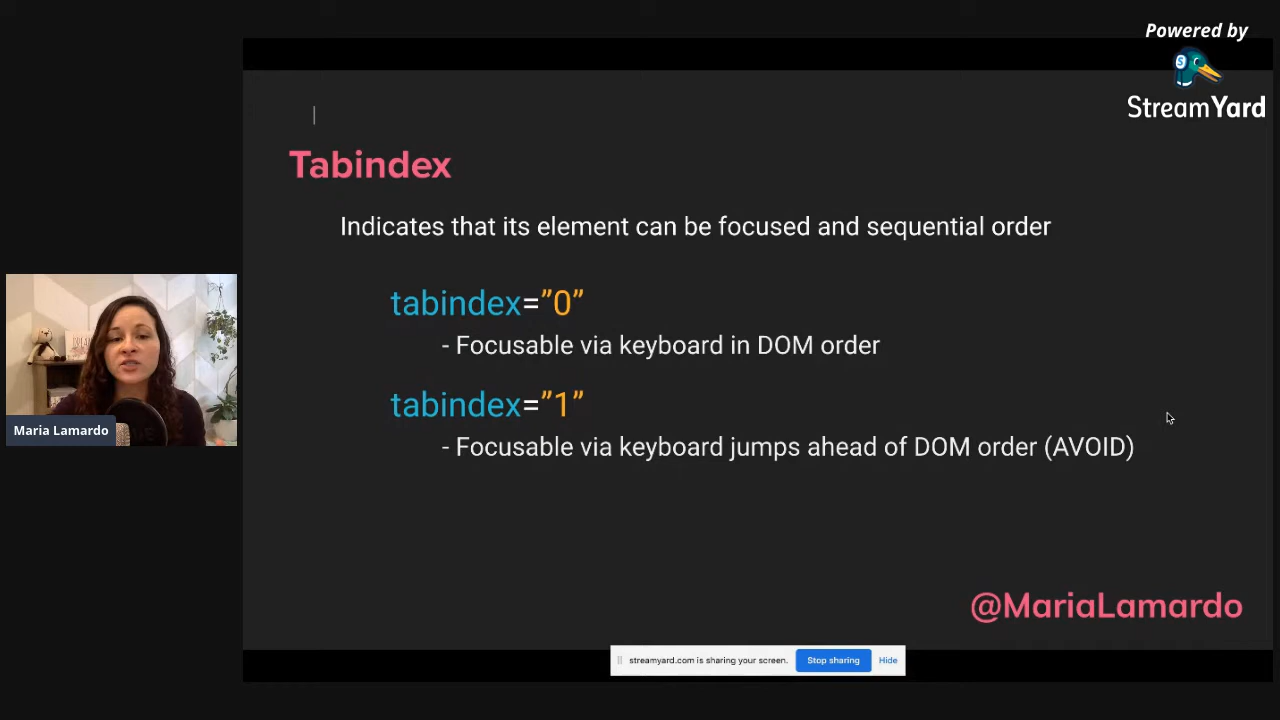 Powered by
StreamYard
Tabindex
Indicates that its element can be focused and sequential order
tabindex=”0”
- Focusable via keyboard in DOM order
tabindex=”1”
- Focusable via keyboard jumps ahead of DOM order (AVOID)
Maria Lamardo
@MariaLamardo
streamyard.com is sharing your screen. Stop sharing Hide